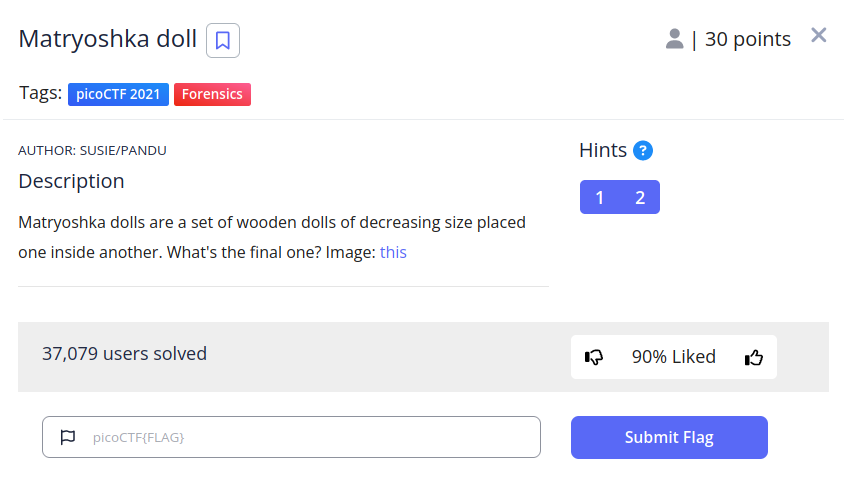 Matryoshka doll
| 30 points
Tags: picoCTF 2021 Forensics
AUTHOR: SUSIE/PANDU
Description
Matryoshka dolls are a set of wooden dolls of decreasing size placed
one inside another. What's the final one? Image: this
Hints ?
1 2
37,079 users solved
90% Liked
picoCTF{FLAG}
Submit Flag